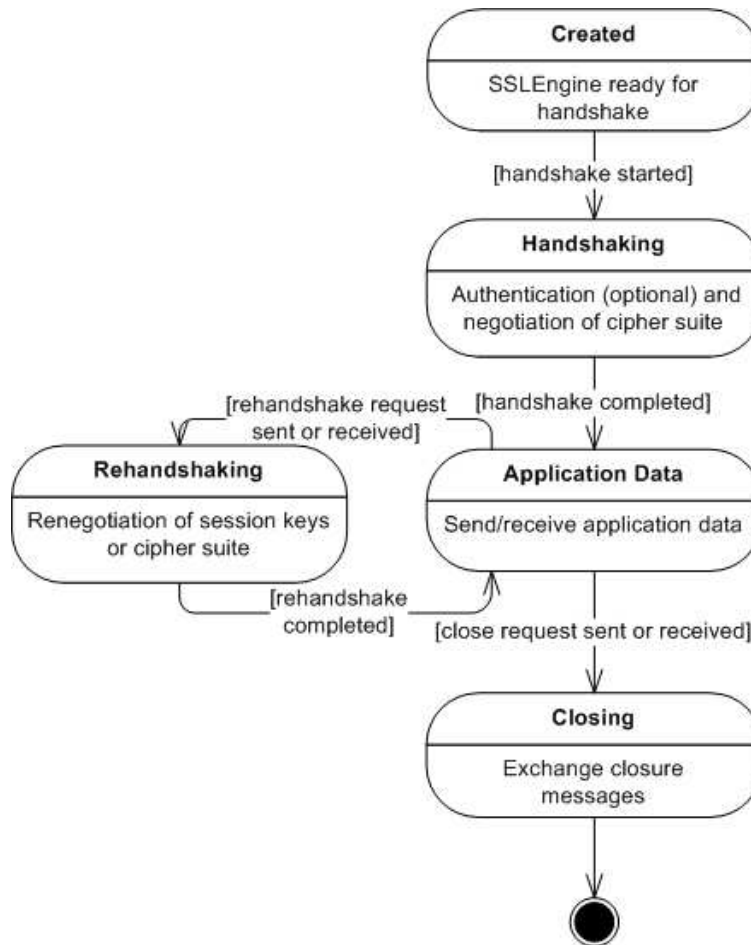 Created
SSLEngine ready for
handshake
[handshake started]
Handshaking
Authentication (optional) and
negotiation of cipher suite
[rehandshake request
sent or received]
[handshake completed]
Rehandshaking
Renegotiation of session keys
or cipher suite
Application Data
Send/receive application data
[rehandshake
completed]
[close request sent or received]
Closing
Exchange closure
messages